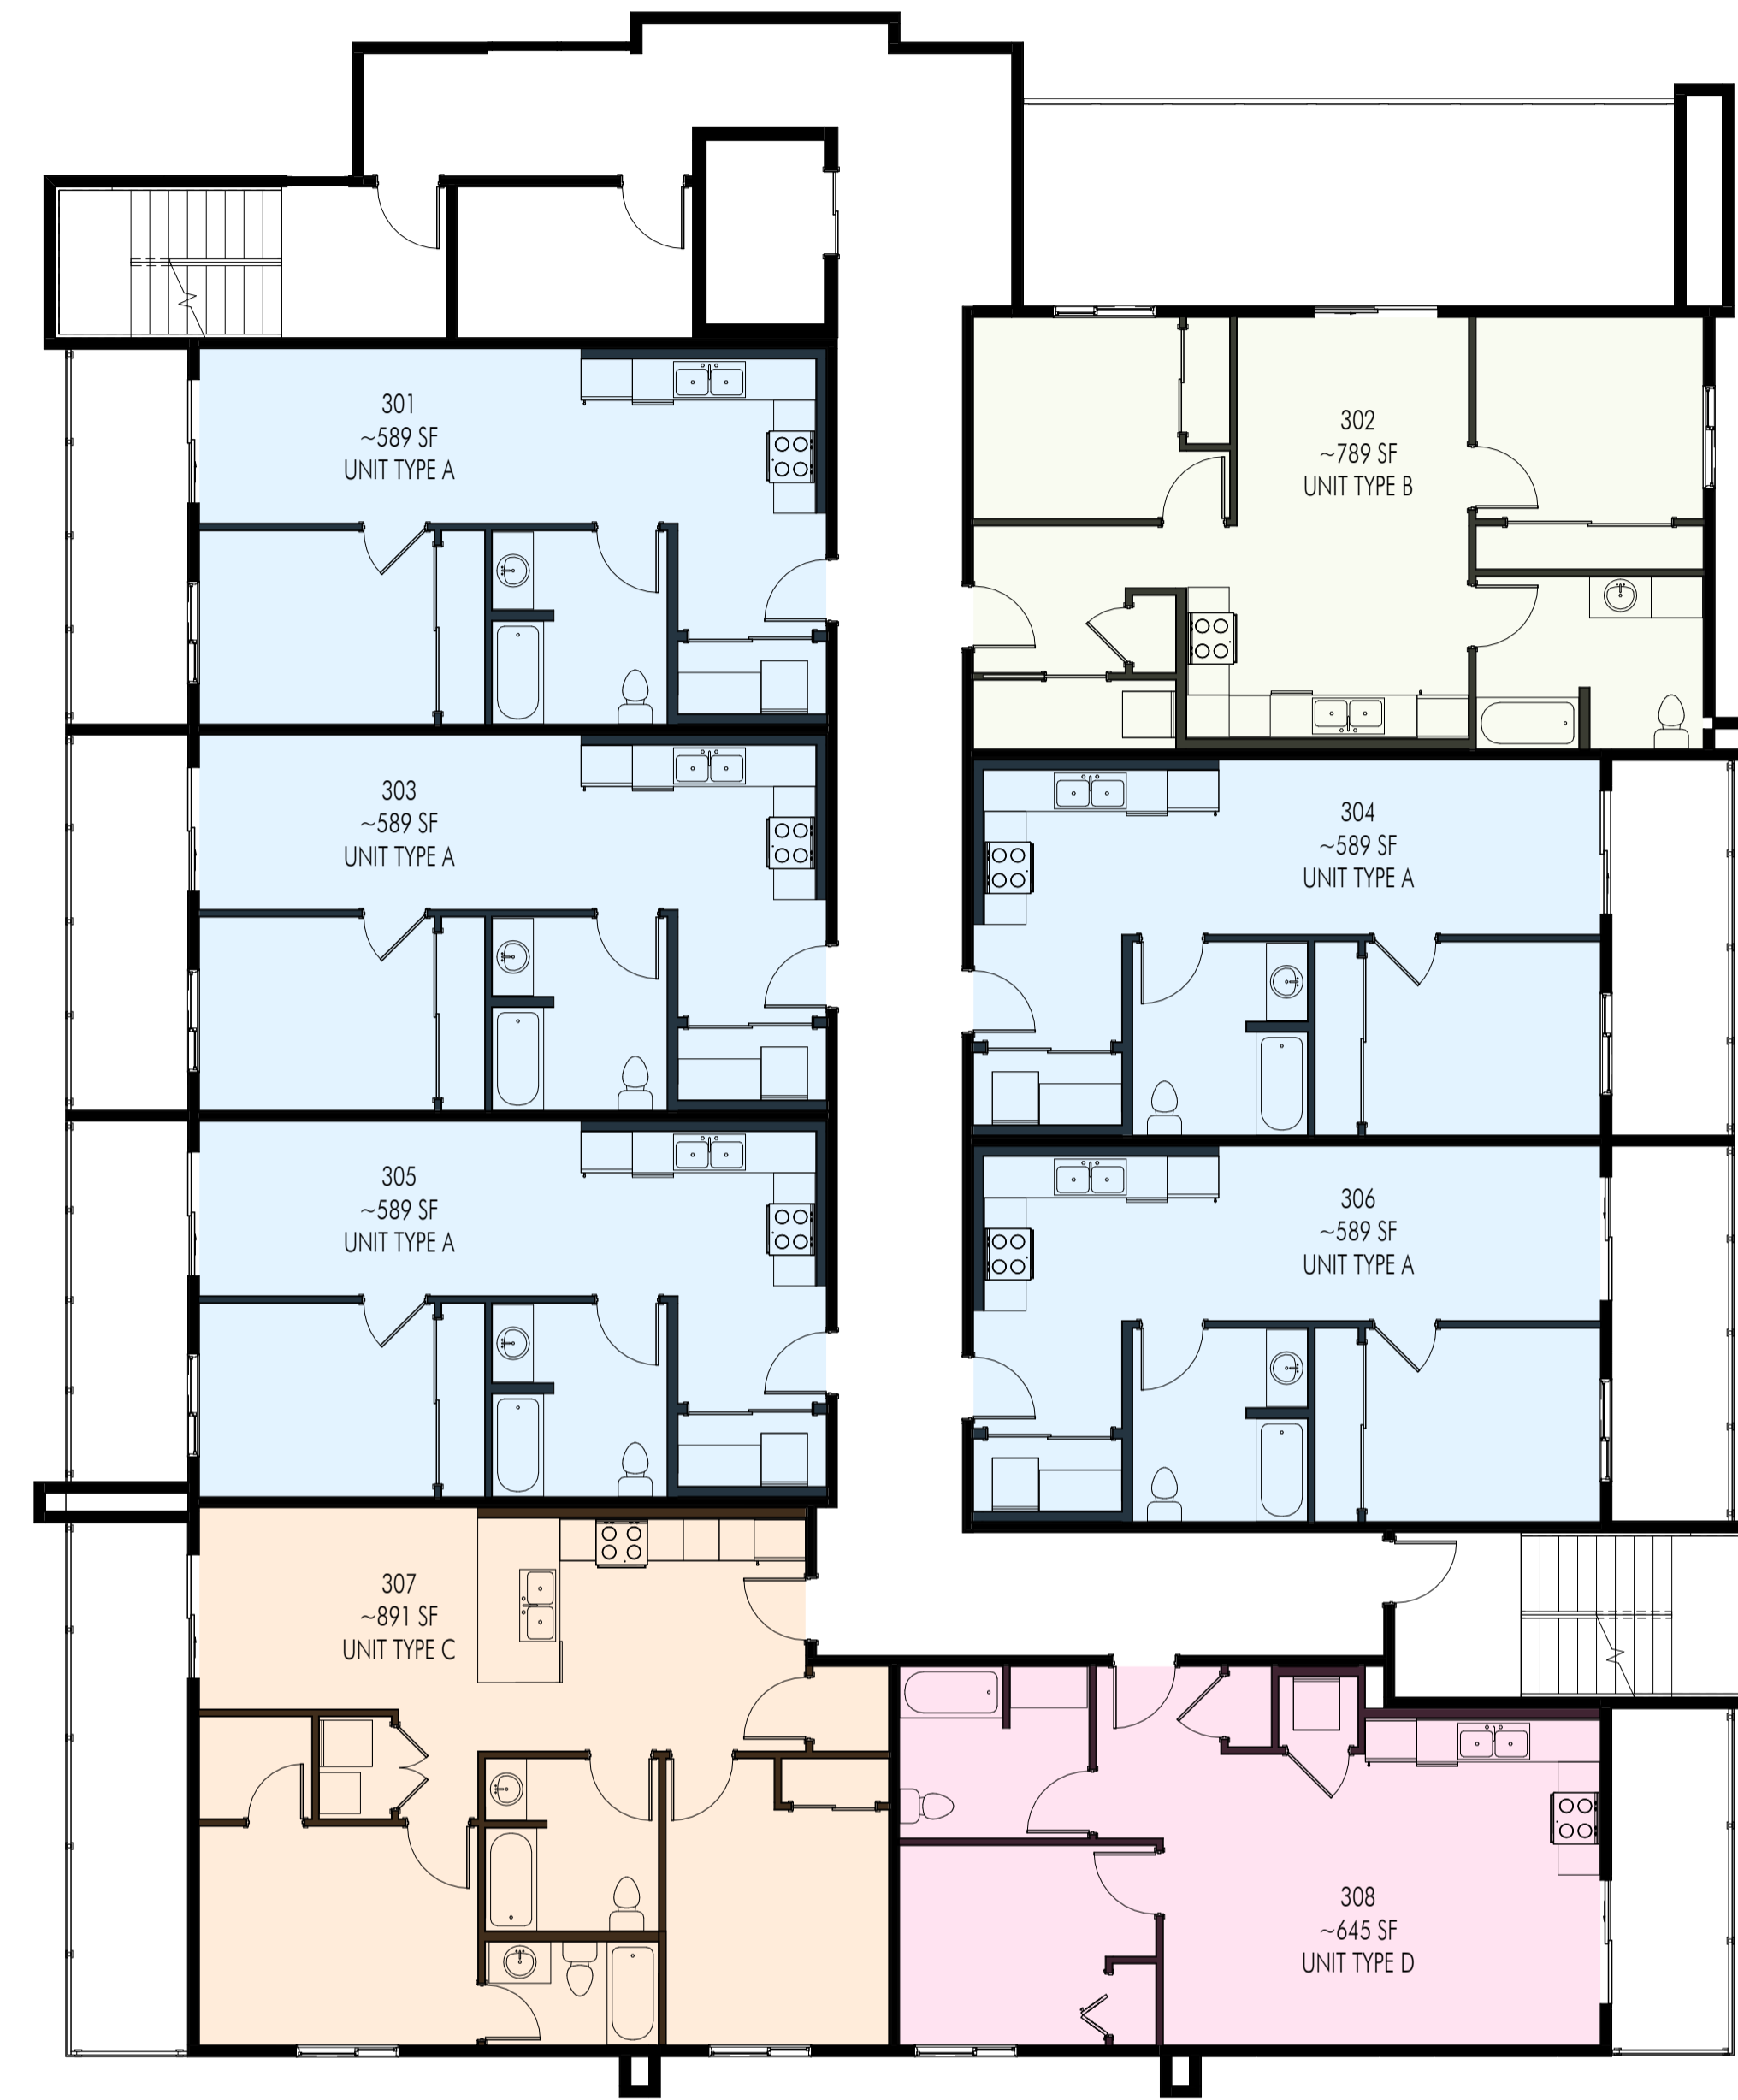 301
~589 SF
UNIT TYPE A
302
~789 SF
UNIT TYPE B
303
~589 SF
UNIT TYPE A
304
~589 SF
UNIT TYPE A
305
~589 SF
UNIT TYPE A
306
~589 SF
UNIT TYPE A
307
~891 SF
UNIT TYPE C
308
~645 SF
UNIT TYPE D